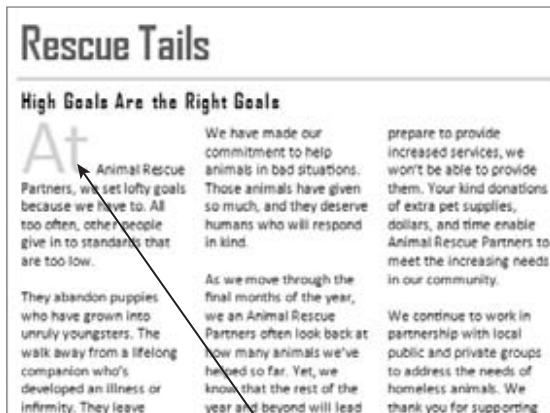 Rescue Tails
High Goals Are the Right Goals
At
Animal Rescue
Partners, we set lofty goals
because we have to. All
too often, other people
give in to standards that
are too low.
They abandon puppies
who have grown into
unruly youngsters. The
walk away from a lifelong
companion who's
developed an illness or
infirmity. They leave
We have made our
commitment to help
animals in bad situations.
Those animals have given
so much, and they deserve
humans who will respond
in kind.
As we move through the
final months of the year,
we an Animal Rescue
Partners often look back at
how many animals we've
helped so far. Yet, we
know that the rest of the
year and beyond will lead
prepare to provide
increased services, we
won't be able to provide
them. Your kind donations
of extra pet supplies,
dollars, and time enable
Animal Rescue Partners to
meet the increasing needs
in our community.
We continue to work in
partnership with local
public and private groups
to address the needs of
homeless animals. We
thank you for supporting